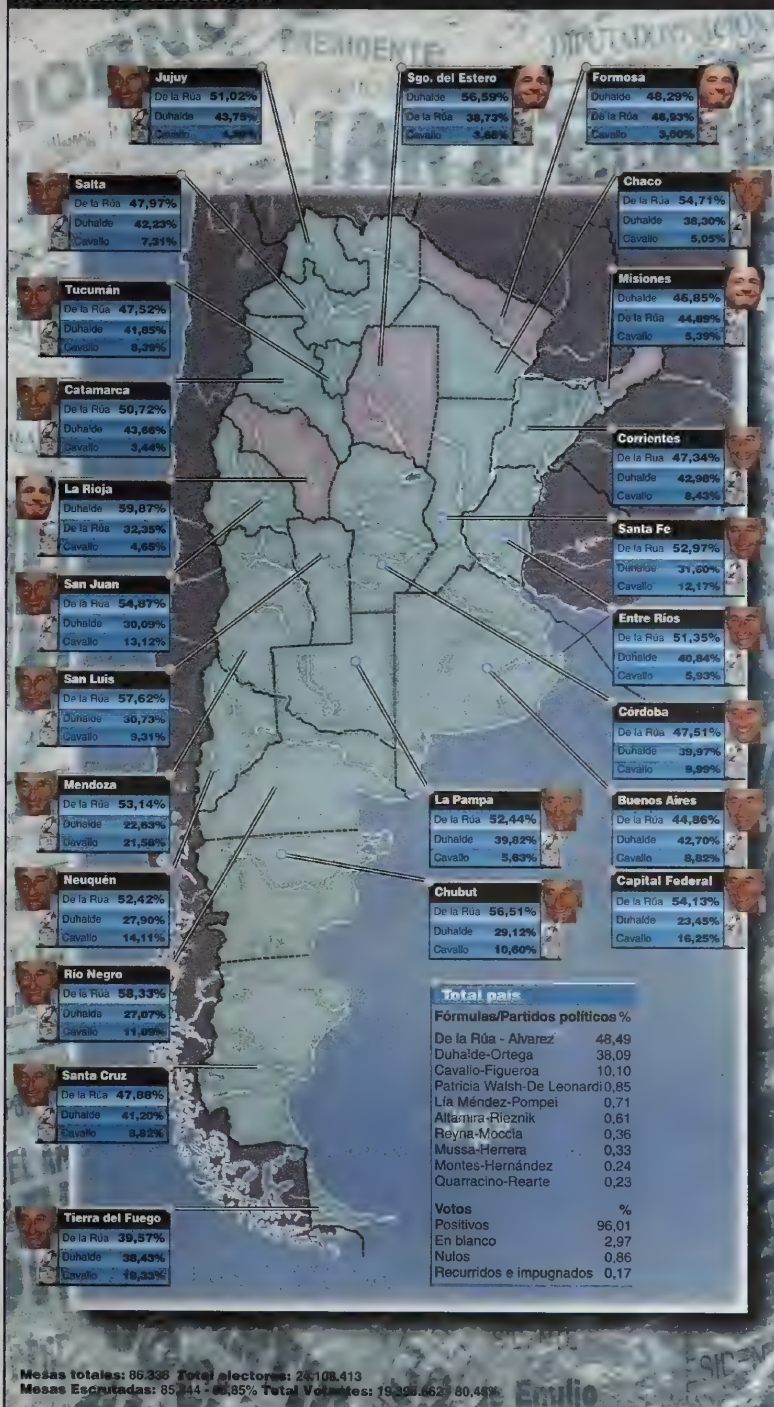 PRESIDENTE
Jujuy
De la Rúa 51,02%
Duhalde 43,75%
Cavallo
Sgo. del Estero
Duhalde 56,59%
De la Rúa 38,73%
Cavallo
Formosa
Duhalde 48,29%
De la Rúa 48,93%
Cavallo 3,00%
Salta
De la Rúa 47,97%
Duhalde 42,23%
Cavallo 7,31%
Chaco
De la Rúa 54,71%
Duhalde 38,30%
Cavallo 5,05%
Tucumán
De la Rúa 47,52%
Duhalde 41,85%
Cavallo 8,39%
Misiones
Duhalde 46,85%
De la Rúa 44,89%
Cavallo 5,39%
Catamarca
De la Rúa 50,72%
Duhalde 43,66%
Cavallo 3,44%
Corrientes
De la Rua 47,34%
Duhalde 42,98%
Cavallo 8,43%
La Rioja
Duhalde 59,87%
De la Rúa 32,35%
Cavallo 4,65%
Santa Fe
De la Rua 52,97%
Duhalde 31,60%
Cavallo 12,17%
San Juan
De la Rúa 54,87%
Duhalde 30,09%
Cavallo 13,12%
Entre Ríos
De la Rúa 51,35%
Duhalde 40,84%
Cavallo 5,93%
San Luis
De la Rúa 57,62%
Duhalde 30,73%
Cavallo 9,31%
Córdoba
De la Rúa 47,51%
Duhalde 39,97%
Cavallo 9,99%
Mendoza
De la Rúa 53,14%
Duhalde 22,63%
Cavallo 21,58%
La Pampa
De la Rúa 52,44%
Duhalde 39,82%
Cavallo 5,63%
Buenos Aires
De la Rúa 44,86%
Duhalde 42,70%
Cavallo 8,82%
Neuquén
De la Rúa 52,42%
Duhalde 27,90%
Cavallo 14,11%
Chubut
De la Rua 56,51%
Duhalde 29,12%
Cavallo 10,60%
Capital Federal
De la Rúa 54,13%
Duhalde 23,45%
Cavallo 16,25%
Río Negro
De la Rúa 58,33%
Duhalde 27,07%
Cavallo 11,09%
Santa Cruz
De la Rúa 47,88%
Duhalde 41,20%
Cavallo 8,82%
Tierra del Fuego
De la Rúa 39,57%
Duhalde 38,43%
Cavallo 19,33%
Total país
Fórmulas/Partidos políticos %
De la Rúa - Alvarez 48,49
Duhalde-Ortega 38,09
Cavallo-Figueroa 10,10
Patricia Walsh-De Leonardi 0,85
Lía Méndez-Pompei 0,71
Altamira-Rieznik 0,61
Reyna-Moccia 0,36
Mussa-Herrera 0,33
Montes-Hernández 0,24
Quarracino-Rearte 0,23
Votos %
Positivos 96,01
En blanco 2,97
Nulos 0,86
Recurridos e impugnados 0,17
Mesas totales: 86.336 Total electores: 24.108.413
Mesas Escrutadas: Total Votantes:
Emilio